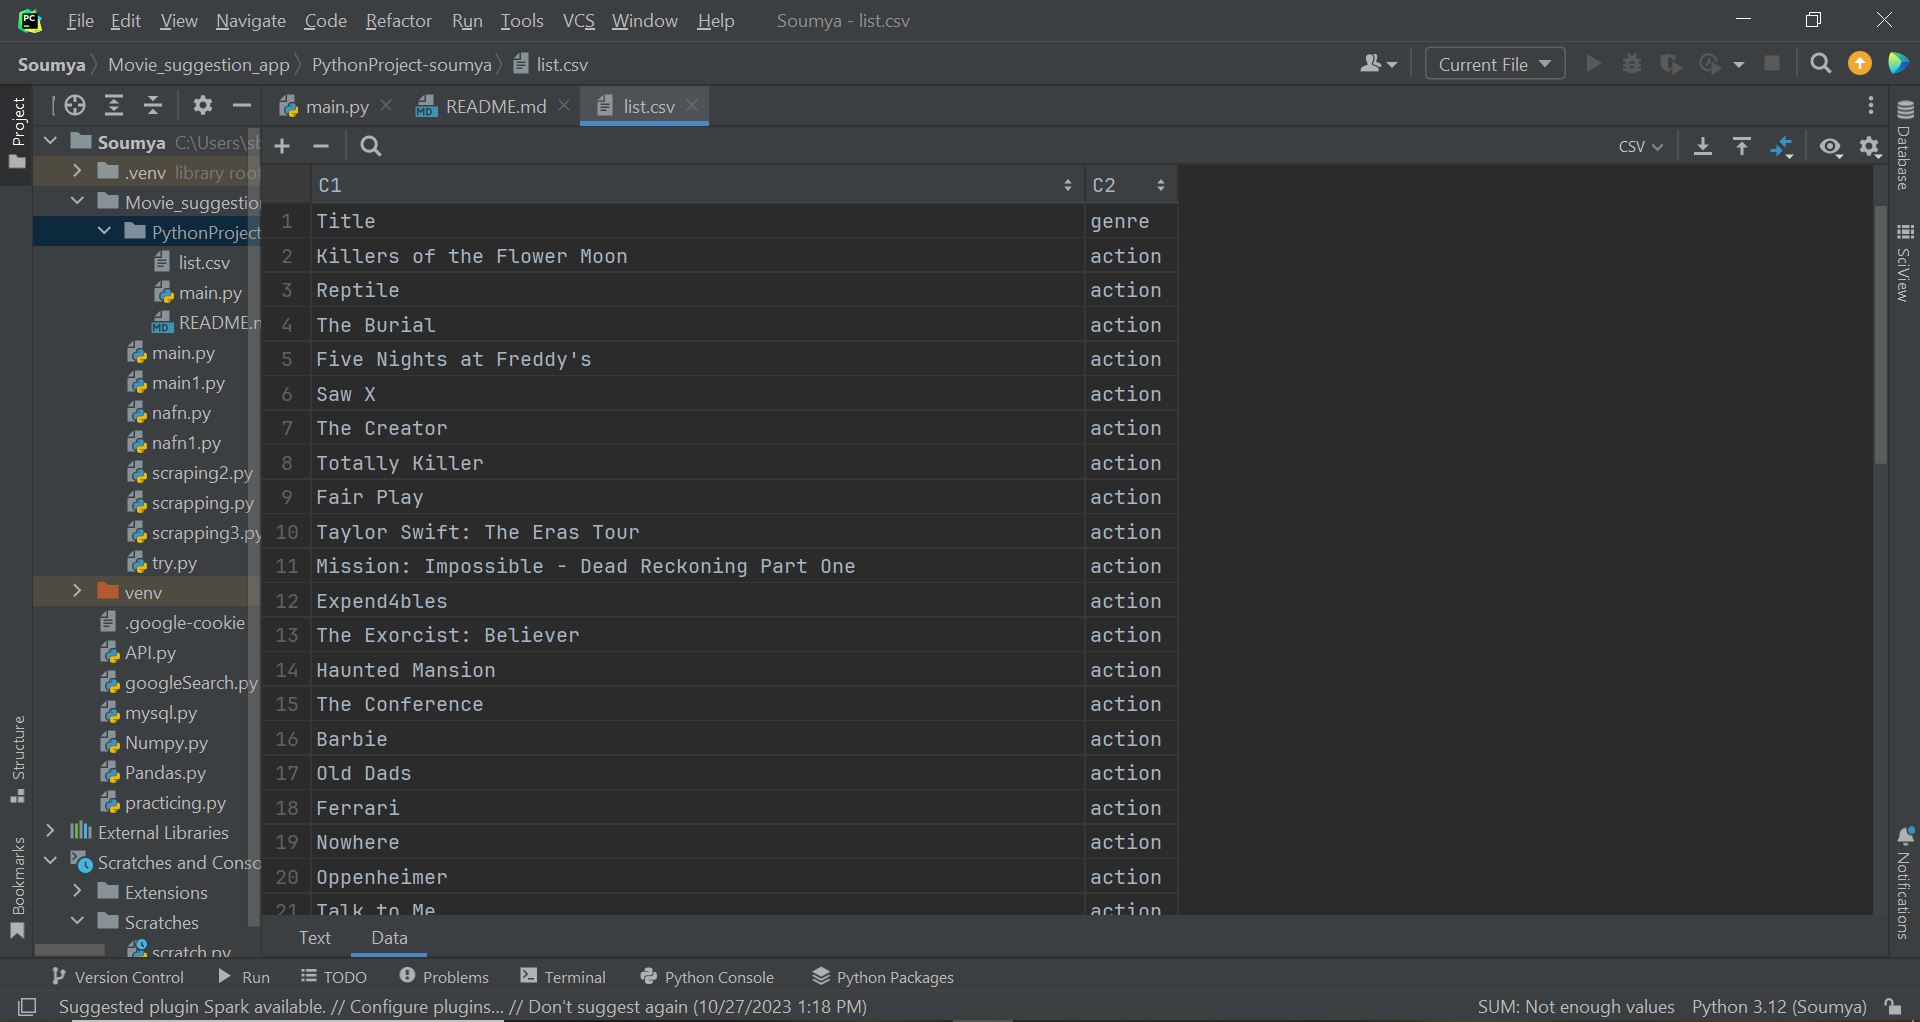 File Edit View Navigate Code Refactor Run Tools VCS Window Help Soumya - list.csv
Soumya Movie_suggestion_app PythonProject-soumya list.csv Current File
Project
main.py README.md list.csv
Soumya C:\Users\
CSV
.venv library
Movie_suggestio
PythonProject
list.csv
main.py
README.
main.py
main1.py
nafn.py
nafn1.py
scraping2.py
scrapping.py
scrapping3.py
try.py
venv
.google-cookie
API.py
googleSearch.py
mysql.py
Numpy.py
Pandas.py
practicing.py
External Libraries
Scratches and Conso
Extensions
Scratches
scratch.py
C1 C2
1 Title genre
2 Killers of the Flower Moon action
3 Reptile action
4 The Burial action
5 Five Nights at Freddy's action
6 Saw X action
7 The Creator action
8 Totally Killer action
9 Fair Play action
10 Taylor Swift: The Eras Tour action
11 Mission: Impossible - Dead Reckoning Part One action
12 Expend4bles action
13 The Exorcist: Believer action
14 Haunted Mansion action
15 The Conference action
16 Barbie action
17 Old Dads action
18 Ferrari action
19 Nowhere action
20 Oppenheimer action
21 Talk to Me action
Text Data
Structure
Bookmarks
Database
SciView
Notifications
Version Control Run TODO Problems Terminal Python Console Python Packages
Suggested plugin Spark available. // Configure plugins... // Don't suggest again (10/27/2023 1:18 PM) SUM: Not enough values Python 3.12 (Soumya)